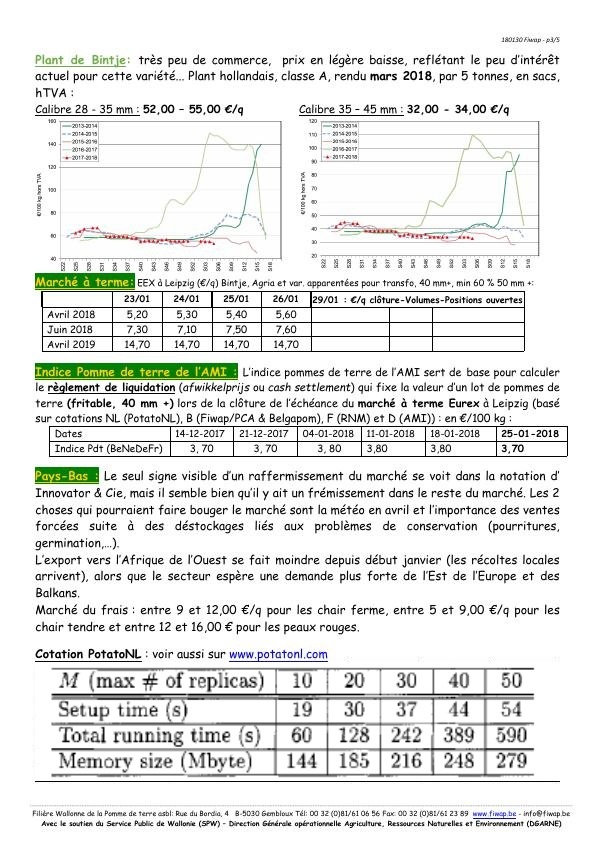 180130 Fiwap - p3/5
Plant de Bintje: très peu de commerce, prix en légère baisse, reflétant le peu d'intérêt
actuel pour cette variété... Plant hollandais, classe A, rendu mars 2018, par 5 tonnes, en sacs,
hTVA :
Calibre 28 - 35 mm : 52,00 – 55,00 €/q Calibre 35 – 45 mm : 32,00 - 34,00 €/q
160
140
120
100
80
60
40
€/100 kg hors TVA
2013-2014
2014-2015
2015-2016
2016-2017
2017-2018
S22 S25 S28 S31 S34 S37 S40 S43 S46 S49 S52 S03 S06 S09 S12 S15 S18
120
110
100
90
80
70
60
50
40
30
20
€/100 kg hors TVA
2013-2014
2014-2015
2015-2016
2016-2017
2017-2018
S22 S25 S28 S31 S34 S37 S40 S43 S46 S49 S52 S03 S06 S09 S12 S15 S18
Marché à terme: EEX à Leipzig (€/q) Bintje, Agria et var. apparentées pour transfo, 40 mm+, min 60 % 50 mm +:
23/01 24/01 25/01 26/01 29/01 : €/q clôture-Volumes-Positions ouvertes
Avril 2018 5,20 5,30 5,40 5,60
Juin 2018 7,30 7,10 7,50 7,60
Avril 2019 14,70 14,70 14,70 14,70
Indice Pomme de terre de l'AMI : L'indice pommes de terre de l'AMI sert de base pour calculer
le règlement de liquidation (afwikkelprijs ou cash settlement) qui fixe la valeur d'un lot de pommes de
terre (fritable, 40 mm +) lors de la clôture de l'échéance du marché à terme Eurex à Leipzig (basé
sur cotations NL (PotatoNL), B (Fiwap/PCA & Belgapom), F (RNM) et D (AMI)) : en €/100 kg :
Dates 14-12-2017 21-12-2017 04-01-2018 11-01-2018 18-01-2018 25-01-2018
Indice Pdt (BeNeDeFr) 3, 70 3, 70 3, 80 3,80 3,80 3,70
Pays-Bas : Le seul signe visible d'un raffermissement du marché se voit dans la notation d'
Innovator & Cie, mais il semble bien qu'il y ait un frémissement dans le reste du marché. Les 2
choses qui pourraient faire bouger le marché sont la météo en avril et l'importance des ventes
forcées suite à des déstockages liés aux problèmes de conservation (pourritures,
germination,...).
L'export vers l'Afrique de l'Ouest se fait moindre depuis début janvier (les récoltes locales
arrivent), alors que le secteur espère une demande plus forte de l'Est de l'Europe et des
Balkans.
Marché du frais : entre 9 et 12,00 €/q pour les chair ferme, entre 5 et 9,00 €/q pour les
chair tendre et entre 12 et 16,00 € pour les peaux rouges.
Cotation PotatoNL : voir aussi sur www.potatonl.com
M (max # of replicas) 10 20 30 40 50
Setup time (s) 19 30 37 44 54
Total running time (s) 60 128 242 389 590
Memory size (Mbyte) 144 185 216 248 279
Filière Wallonne de la Pomme de terre asbl: Rue du Bordia, 4 B-5030 Gembloux Tél: 00 32 (0)81/61 06 56 Fax: 00 32 (0)81/61 23 89 www.fiwap.be - info@fiwap.be
Avec le soutien du Service Public de Wallonie (SPW) – Direction Générale opérationnelle Agriculture, Ressources Naturelles et Environnement (DGARNE)